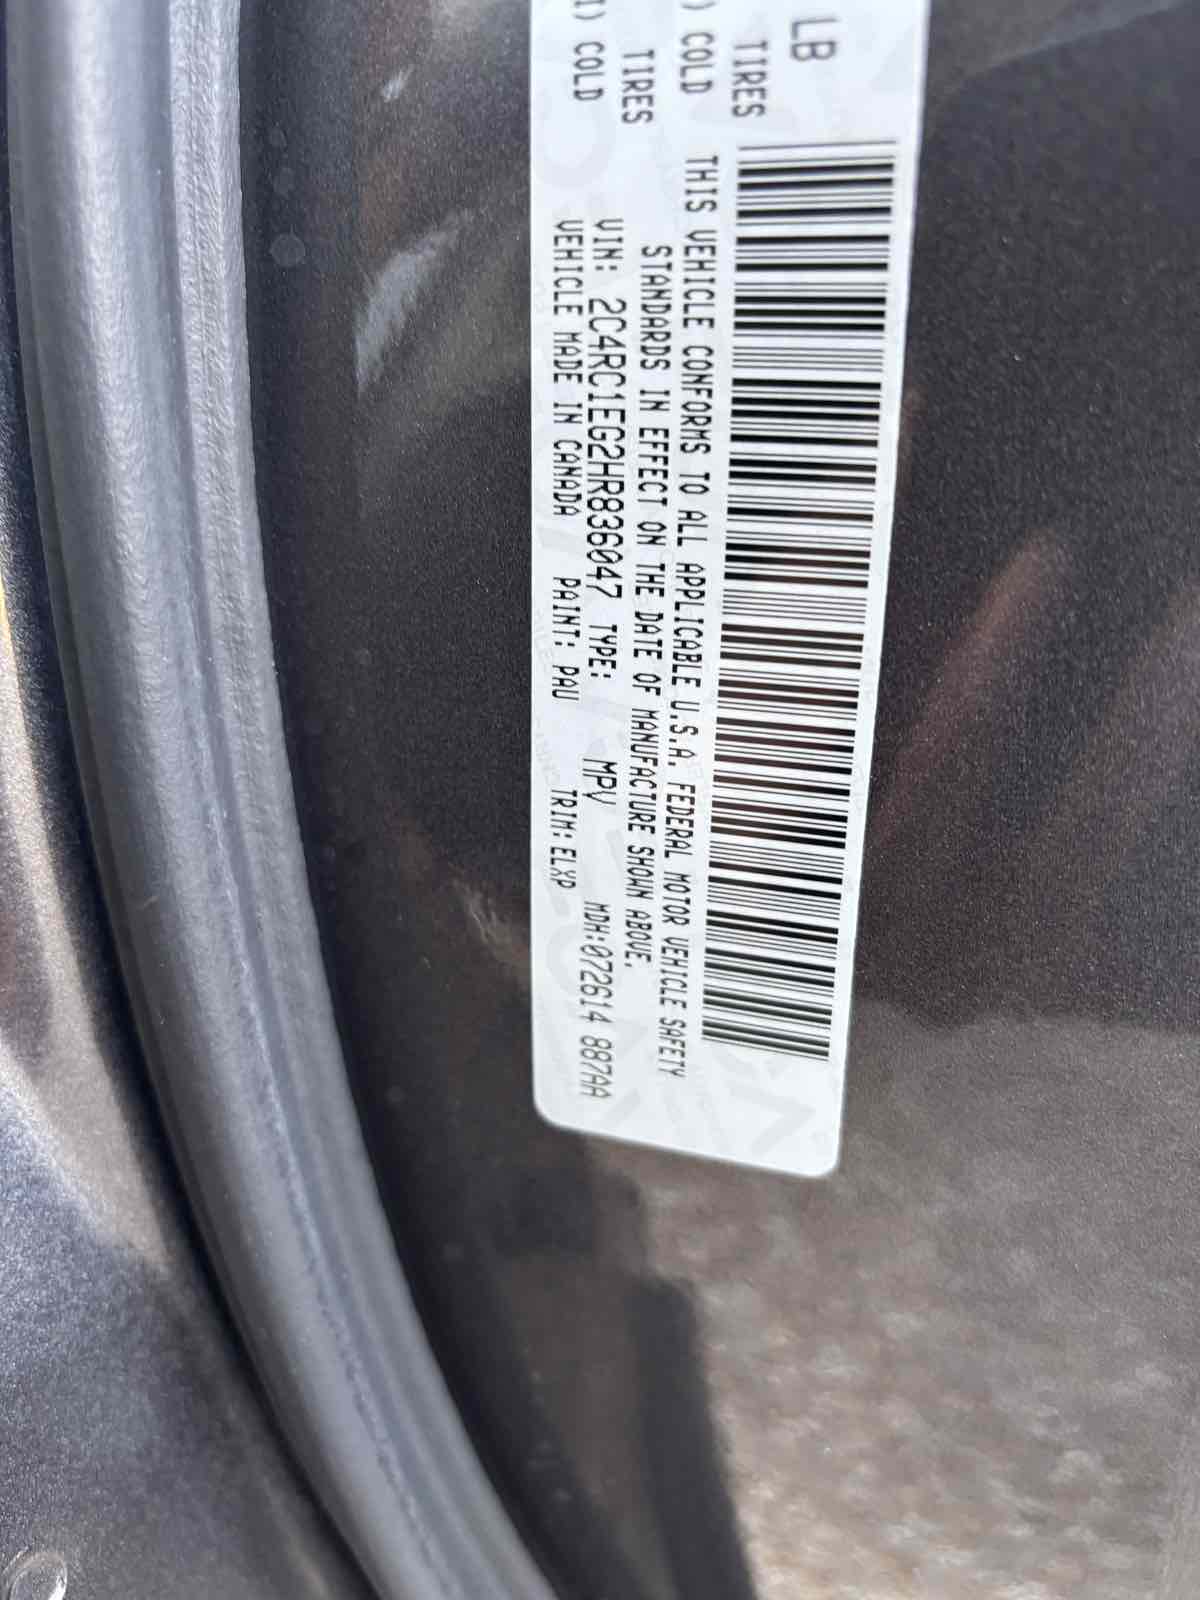 LB
TIRES
) COLD
TIRES
I) COLD
THIS VEHICLE CONFORMS TO ALL APPLICABLE U.S.A. FEDERAL MOTOR VEHICLE SAFETY
STANDARDS IN EFFECT ON THE DATE OF MANUFACTURE SHOWN ABOVE.
VIN: 2C4RC1EG2HR836047 TYPE: MPV MDH:072614 887AA
VEHICLE MADE IN CANADA PAINT: PAU TRIM:ELXP